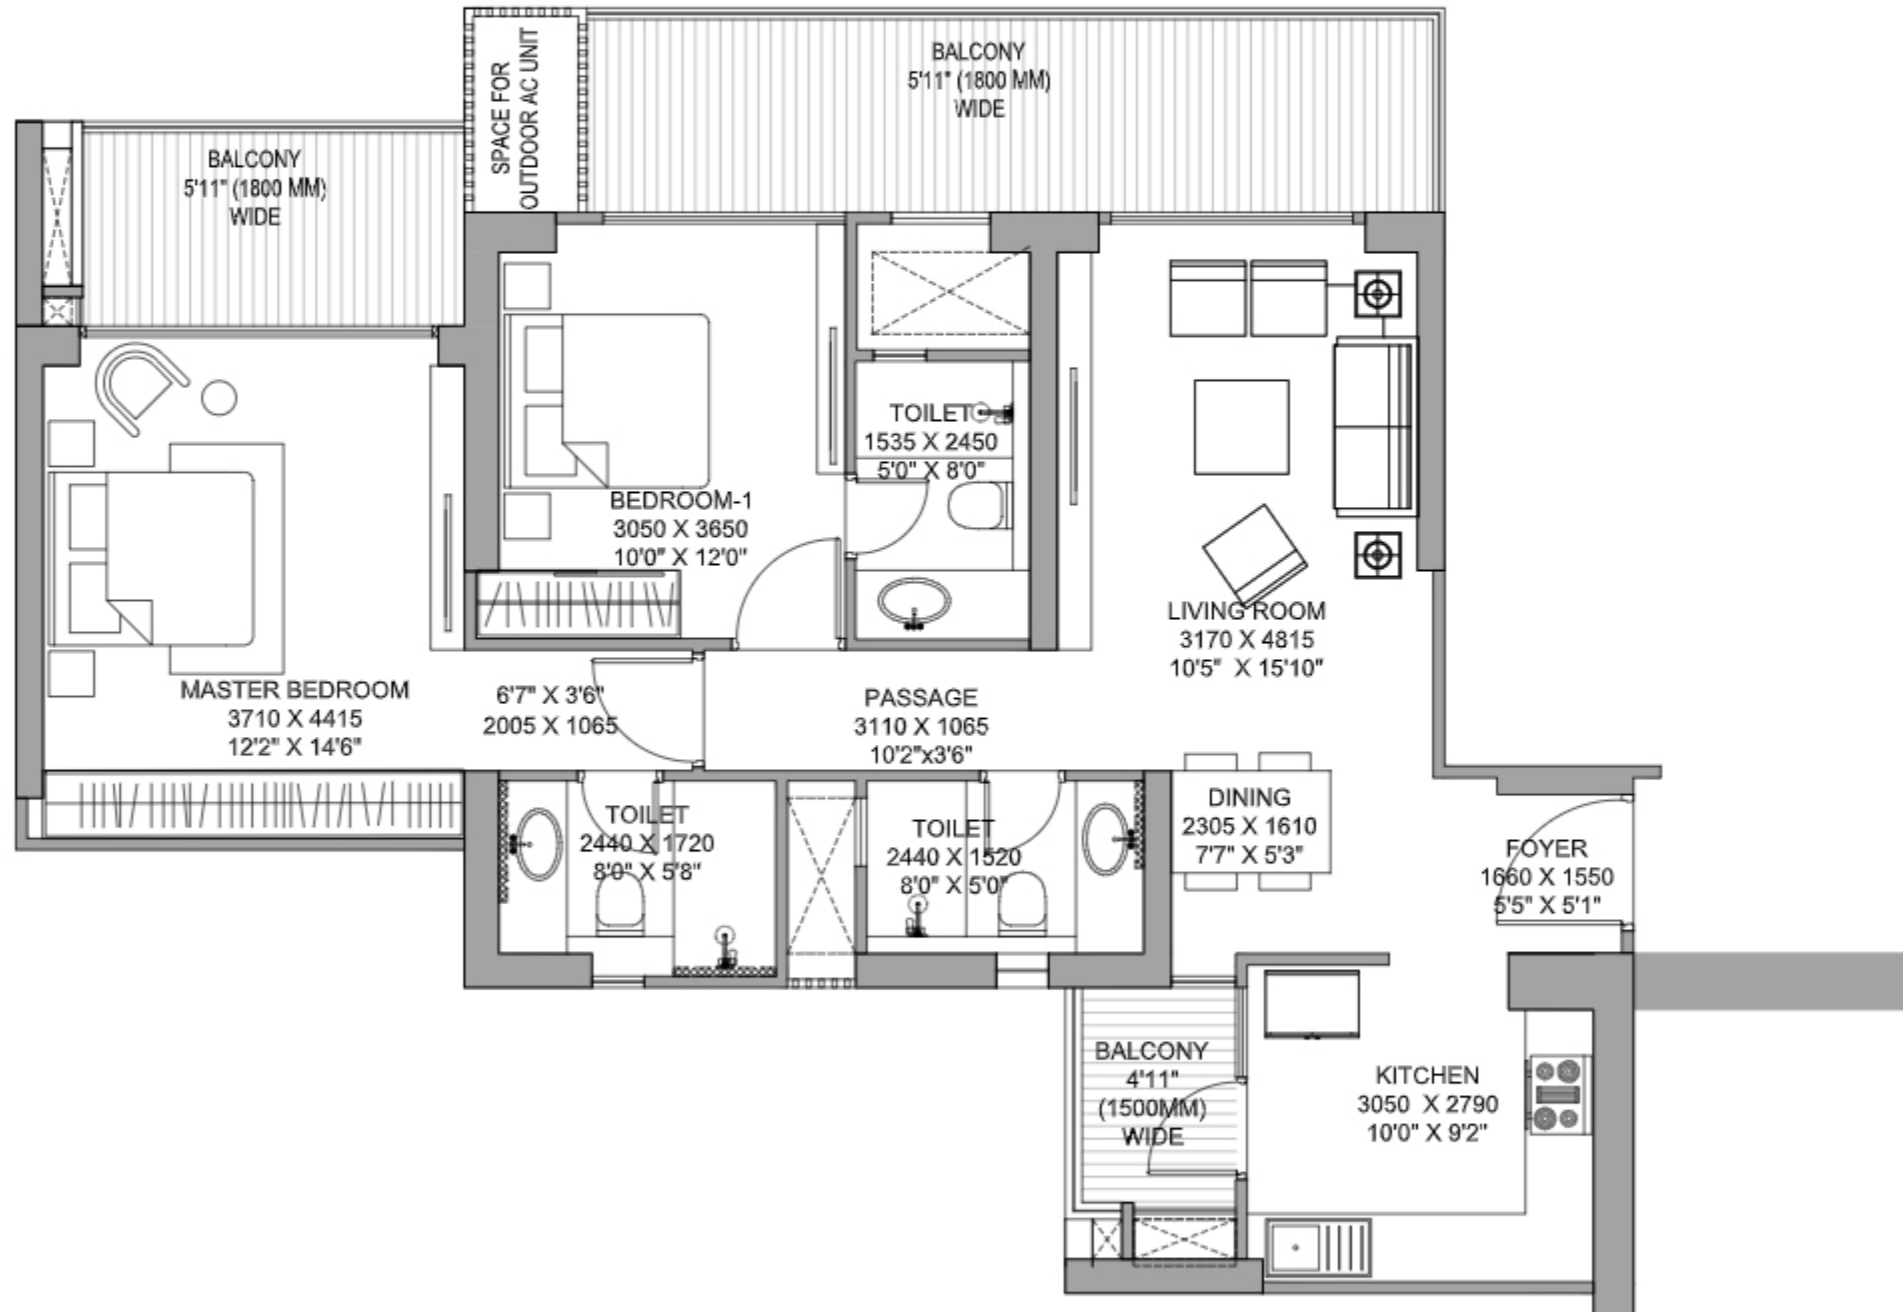 BALCONY
5'11" (1800 MM)
WIDE
SPACE FOR
OUTDOOR AC UNIT
BALCONY
5'11" (1800 MM)
WIDE
TOILET
1535 X 2450
5'0" X 8'0"
BEDROOM-1
3050 X 3650
10'0" X 12'0"
LIVING ROOM
3170 X 4815
10'5" X 15'10"
MASTER BEDROOM
3710 X 4415
12'2" X 14'6"
6'7" X 3'6"
2005 X 1065
PASSAGE
3110 X 1065
10'2"x3'6"
TOILET
2440 X 1720
8'0" X 5'8"
TOILET
2440 X 1520
8'0" X 5'0"
DINING
2305 X 1610
7'7" X 5'3"
FOYER
1660 X 1550
5'5" X 5'1"
BALCONY
4'11"
(1500MM)
WIDE
KITCHEN
3050 X 2790
10'0" X 9'2"